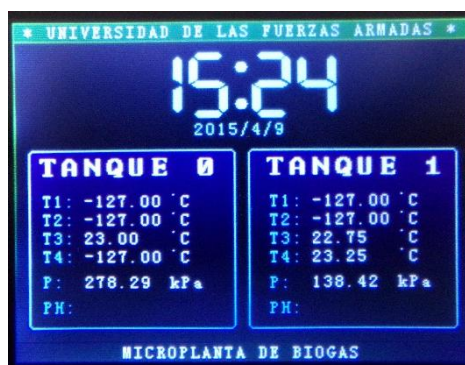 * UNIVERSIDAD DE LAS FUERZAS ARMADAS *
15:24
2015/4/9
TANQUE 0
T1: -127.00 °C
T2: -127.00 °C
T3: 23.00 °C
T4: -127.00 °C
P: 278.29 kPa
PH:
TANQUE 1
T1: -127.00 °C
T2: -127.00 °C
T3: 22.75 °C
T4: 23.25 °C
P: 138.42 kPa
PH:
MICROPLANTA DE BIOGAS